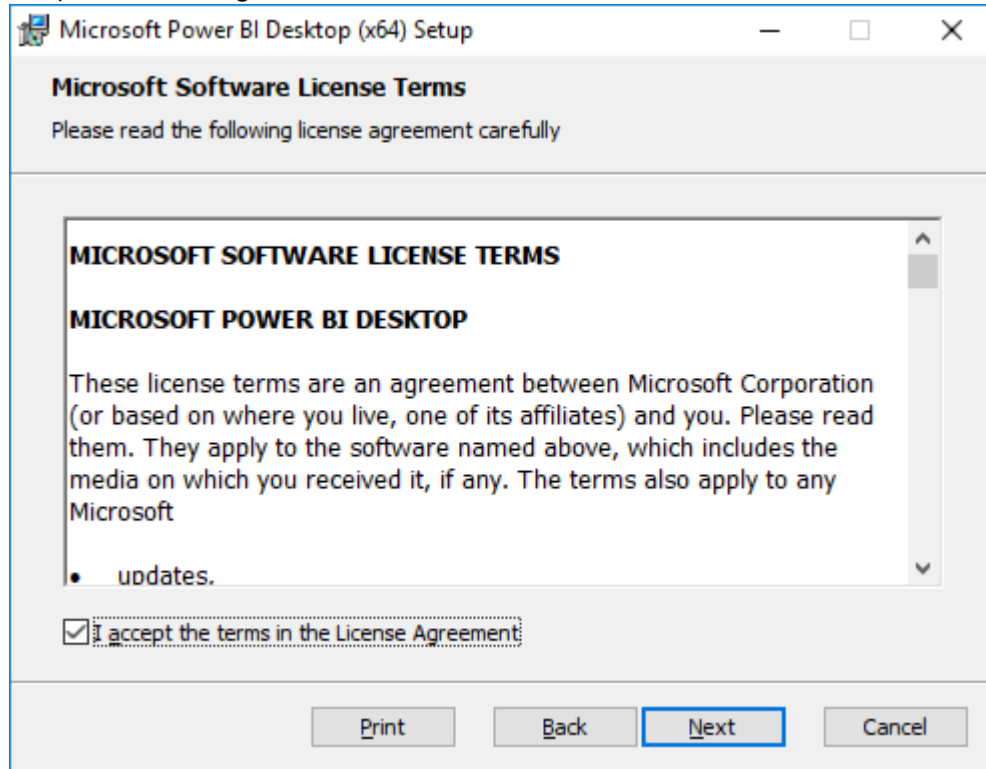 Microsoft Power BI Desktop (x64) Setup
Microsoft Software License Terms
Please read the following license agreement carefully
MICROSOFT SOFTWARE LICENSE TERMS
MICROSOFT POWER BI DESKTOP
These license terms are an agreement between Microsoft Corporation
(or based on where you live, one of its affiliates) and you. Please read
them. They apply to the software named above, which includes the
media on which you received it, if any. The terms also apply to any
Microsoft
• updates,
I accept the terms in the License Agreement
Print Back Next Cancel